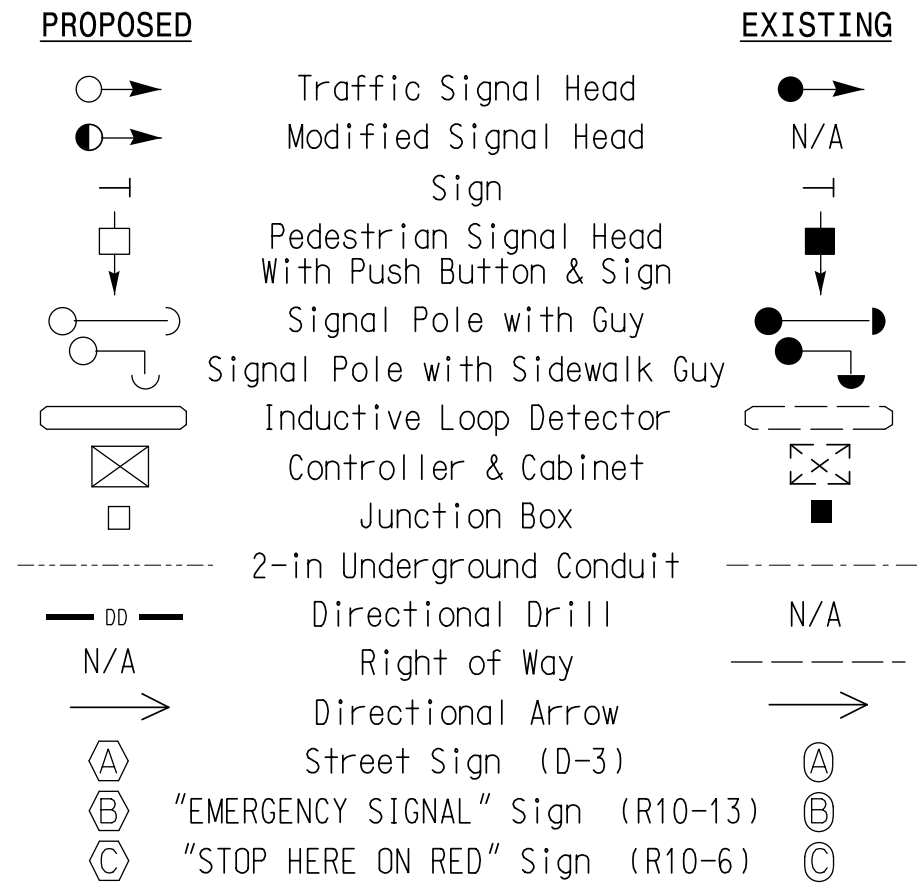 PROPOSED EXISTING
Traffic Signal Head
Modified Signal Head N/A
Sign
Pedestrian Signal Head
With Push Button & Sign
Signal Pole with Guy
Signal Pole with Sidewalk Guy
Inductive Loop Detector
Controller & Cabinet
Junction Box
2-in Underground Conduit
DD Directional Drill N/A
N/A Right of Way
Directional Arrow
A Street Sign (D-3) A
B "EMERGENCY SIGNAL" Sign (R10-13) B
C "STOP HERE ON RED" Sign (R10-6) C